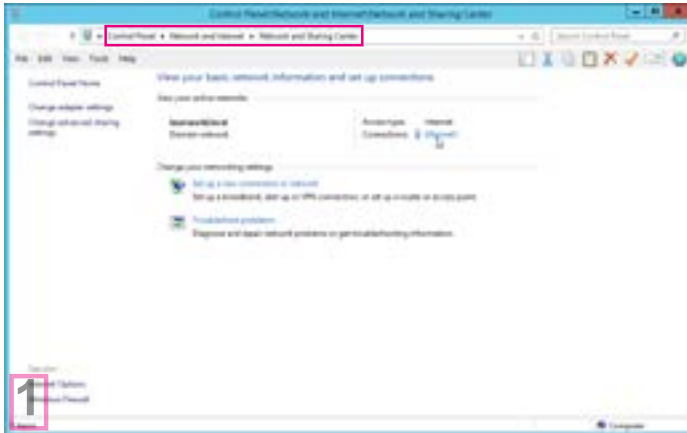 Control Panel\Network and Internet\Network and Sharing Center
Control Panel ▸ Network and Internet ▸ Network and Sharing Center
Search Control Panel
File Edit View Tools Help
Control Panel Home
View your basic network information and set up connections
View your active networks
Change adapter settings
Change advanced sharing
settings
Domain network
Access type: Internet
Connections: Ethernet
Change your networking settings
Set up a new connection or network
Set up a broadband, dial-up, or VPN connection; or set up a router or access point.
Troubleshoot problems
Diagnose and repair network problems, or get troubleshooting information.
See also
Internet Options
Windows Firewall
1
Computer